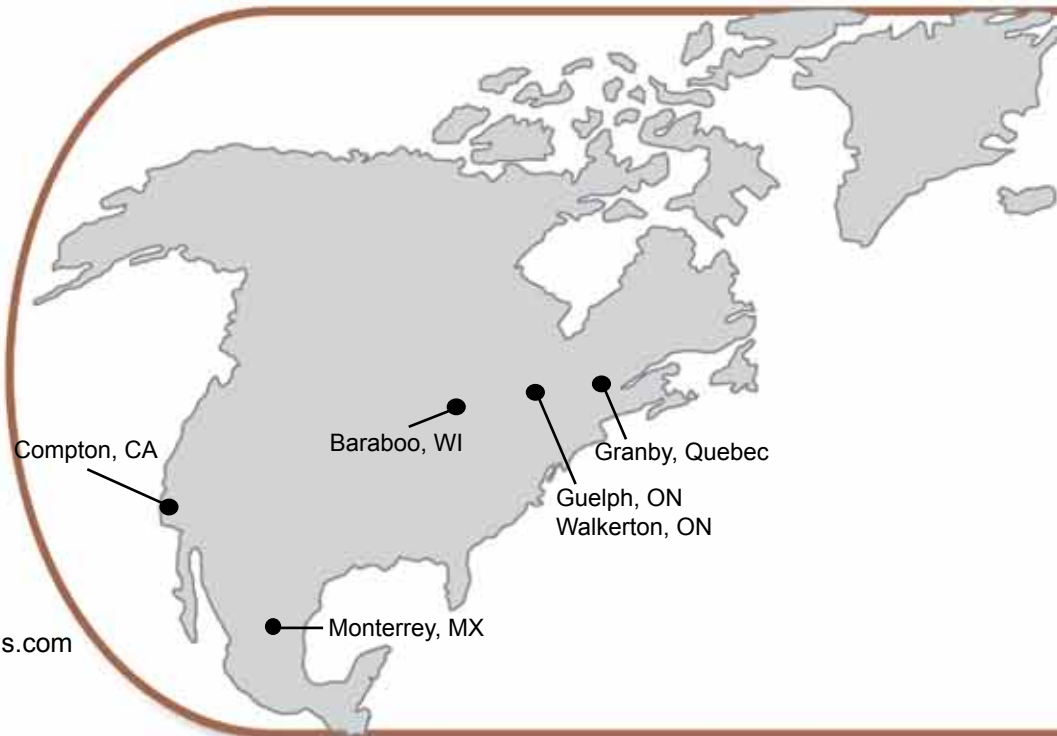 Compton, CA
Baraboo, WI
Granby, Quebec
Guelph, ON
Walkerton, ON
Monterrey, MX
s.com